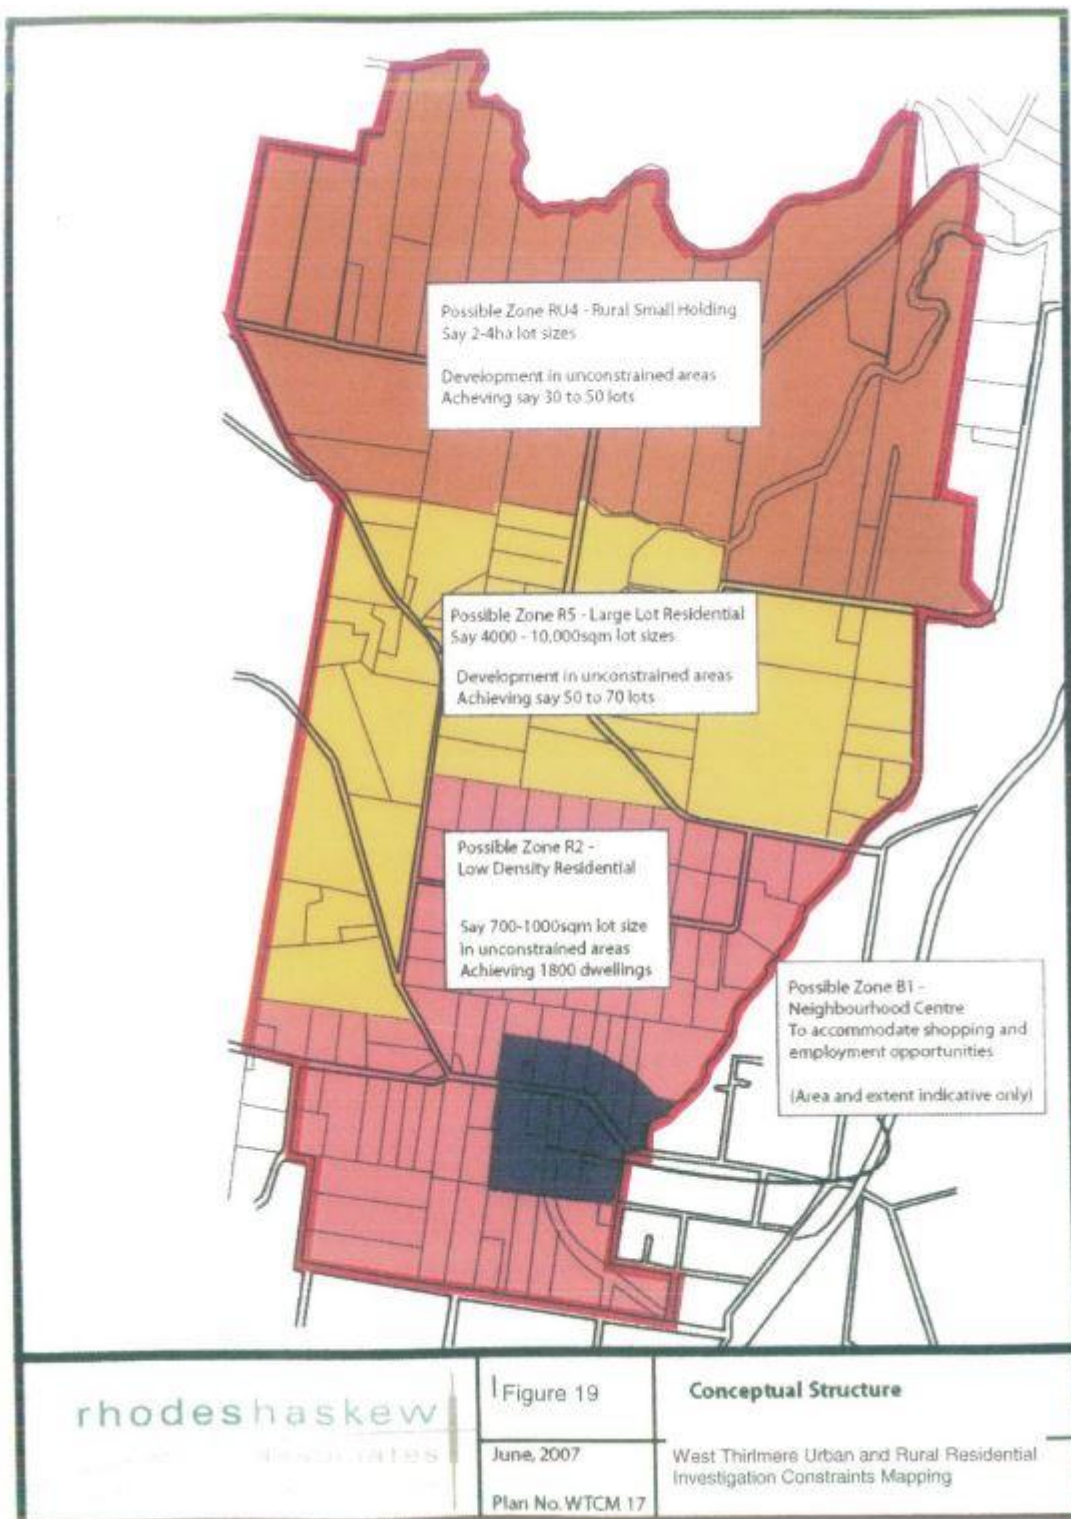 Possible Zone RU4 - Rural Small Holding
Say 2-4ha lot sizes
Development in unconstrained areas
Acheving say 30 to 50 lots
Possible Zone R5 - Large Lot Residential
Say 4000 - 10,000sqm lot sizes
Development in unconstrained areas
Achieving say 50 to 70 lots
Possible Zone R2 -
Low Density Residential
Say 700-1000sqm lot size
in unconstrained areas
Achieving 1800 dwellings
Possible Zone B1 -
Neighbourhood Centre
To accommodate shopping and
employment opportunities
(Area and extent indicative only)
rhodeshaskew
associates
Figure 19
June, 2007
Plan No. WTCM 17
Conceptual Structure
West Thirlmere Urban and Rural Residential
Investigation Constraints Mapping